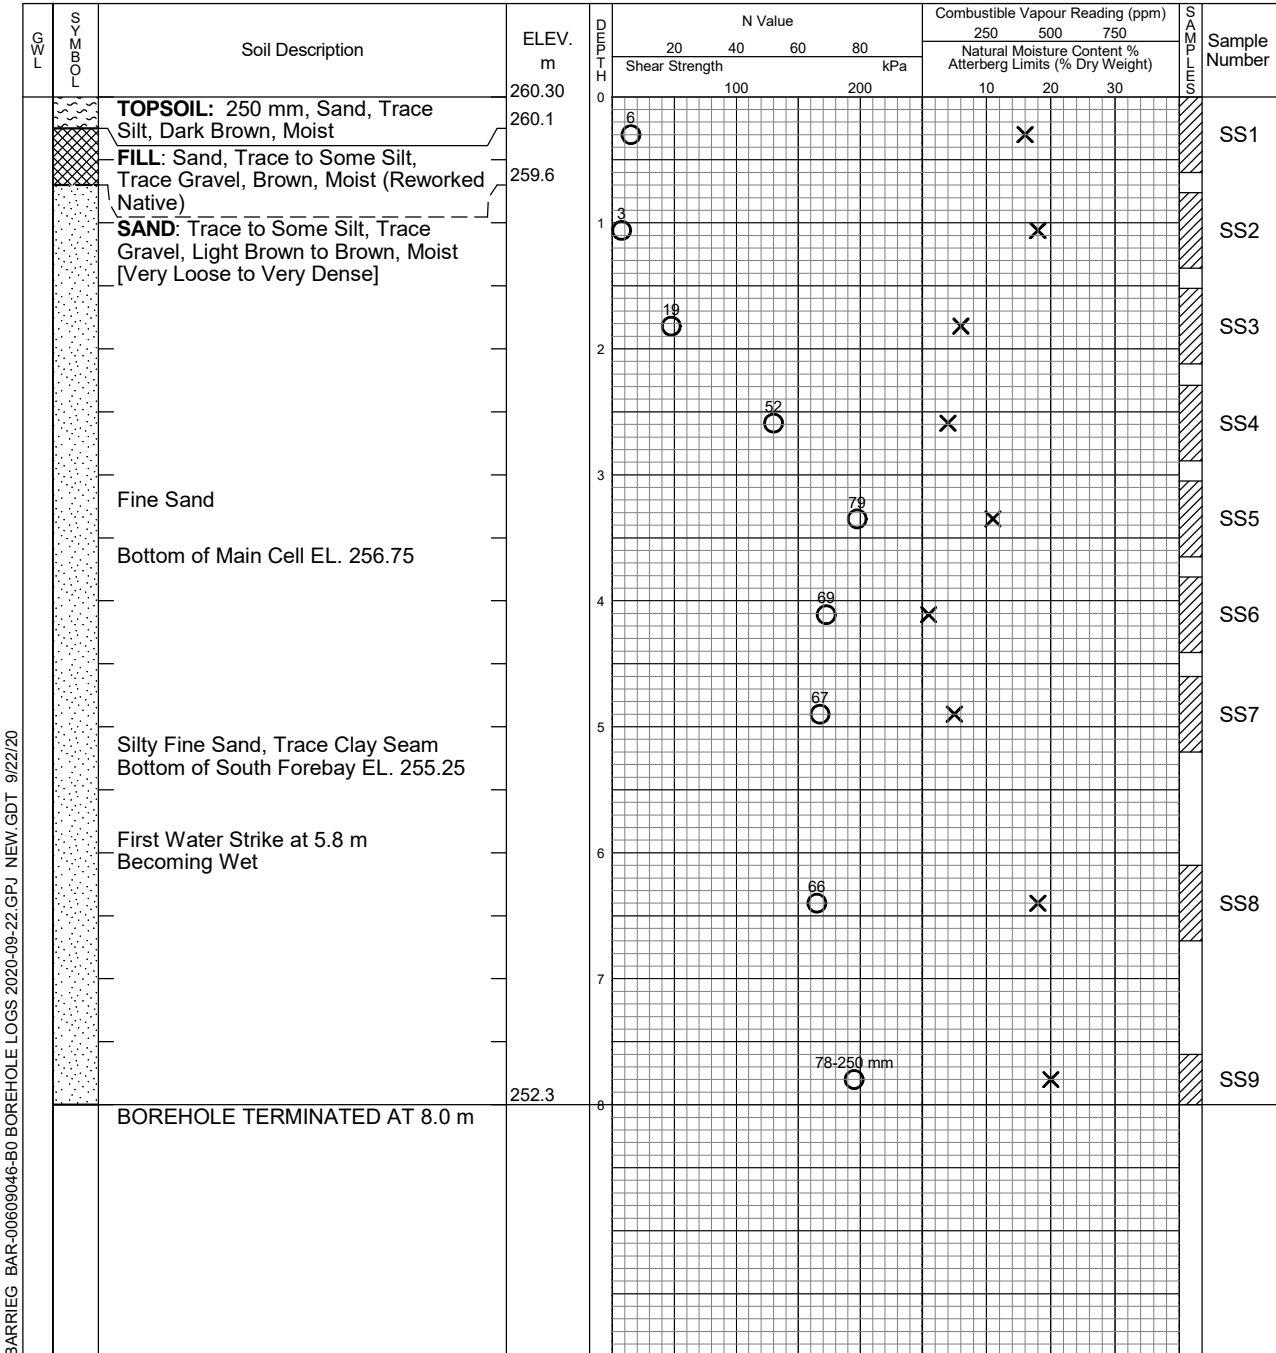 GWL
SYMBOL
Soil Description
ELEV.
m
DEPTH
N Value
20 40 60 80
Shear Strength kPa
100 200
Combustible Vapour Reading (ppm)
250 500 750
Natural Moisture Content %
Atterberg Limits (% Dry Weight)
10 20 30
SAMPLES
Sample
Number
260.30
0
TOPSOIL: 250 mm, Sand, Trace
Silt, Dark Brown, Moist
260.1
6
SS1
FILL: Sand, Trace to Some Silt,
Trace Gravel, Brown, Moist (Reworked
Native)
259.6
SAND: Trace to Some Silt, Trace
Gravel, Light Brown to Brown, Moist
[Very Loose to Very Dense]
3
1
SS2
19
SS3
2
52
SS4
3
Fine Sand
79
SS5
Bottom of Main Cell EL. 256.75
4
69
SS6
67
SS7
5
Silty Fine Sand, Trace Clay Seam
Bottom of South Forebay EL. 255.25
First Water Strike at 5.8 m
Becoming Wet
6
66
SS8
7
78-250 mm
SS9
252.3
8
BOREHOLE TERMINATED AT 8.0 m
BARRIEG BAR-00609046-B0 BOREHOLE LOGS 2020-09-22.GPJ NEW.GDT 9/22/20